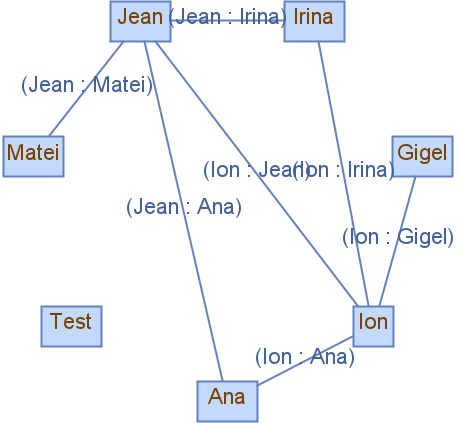 Jean
(Jean : Irina)
Irina
(Jean : Matei)
Matei
Gigel
(Ion : Jean)
(Ion : Irina)
(Jean : Ana)
(Ion : Gigel)
Test
Ion
(Ion : Ana)
Ana